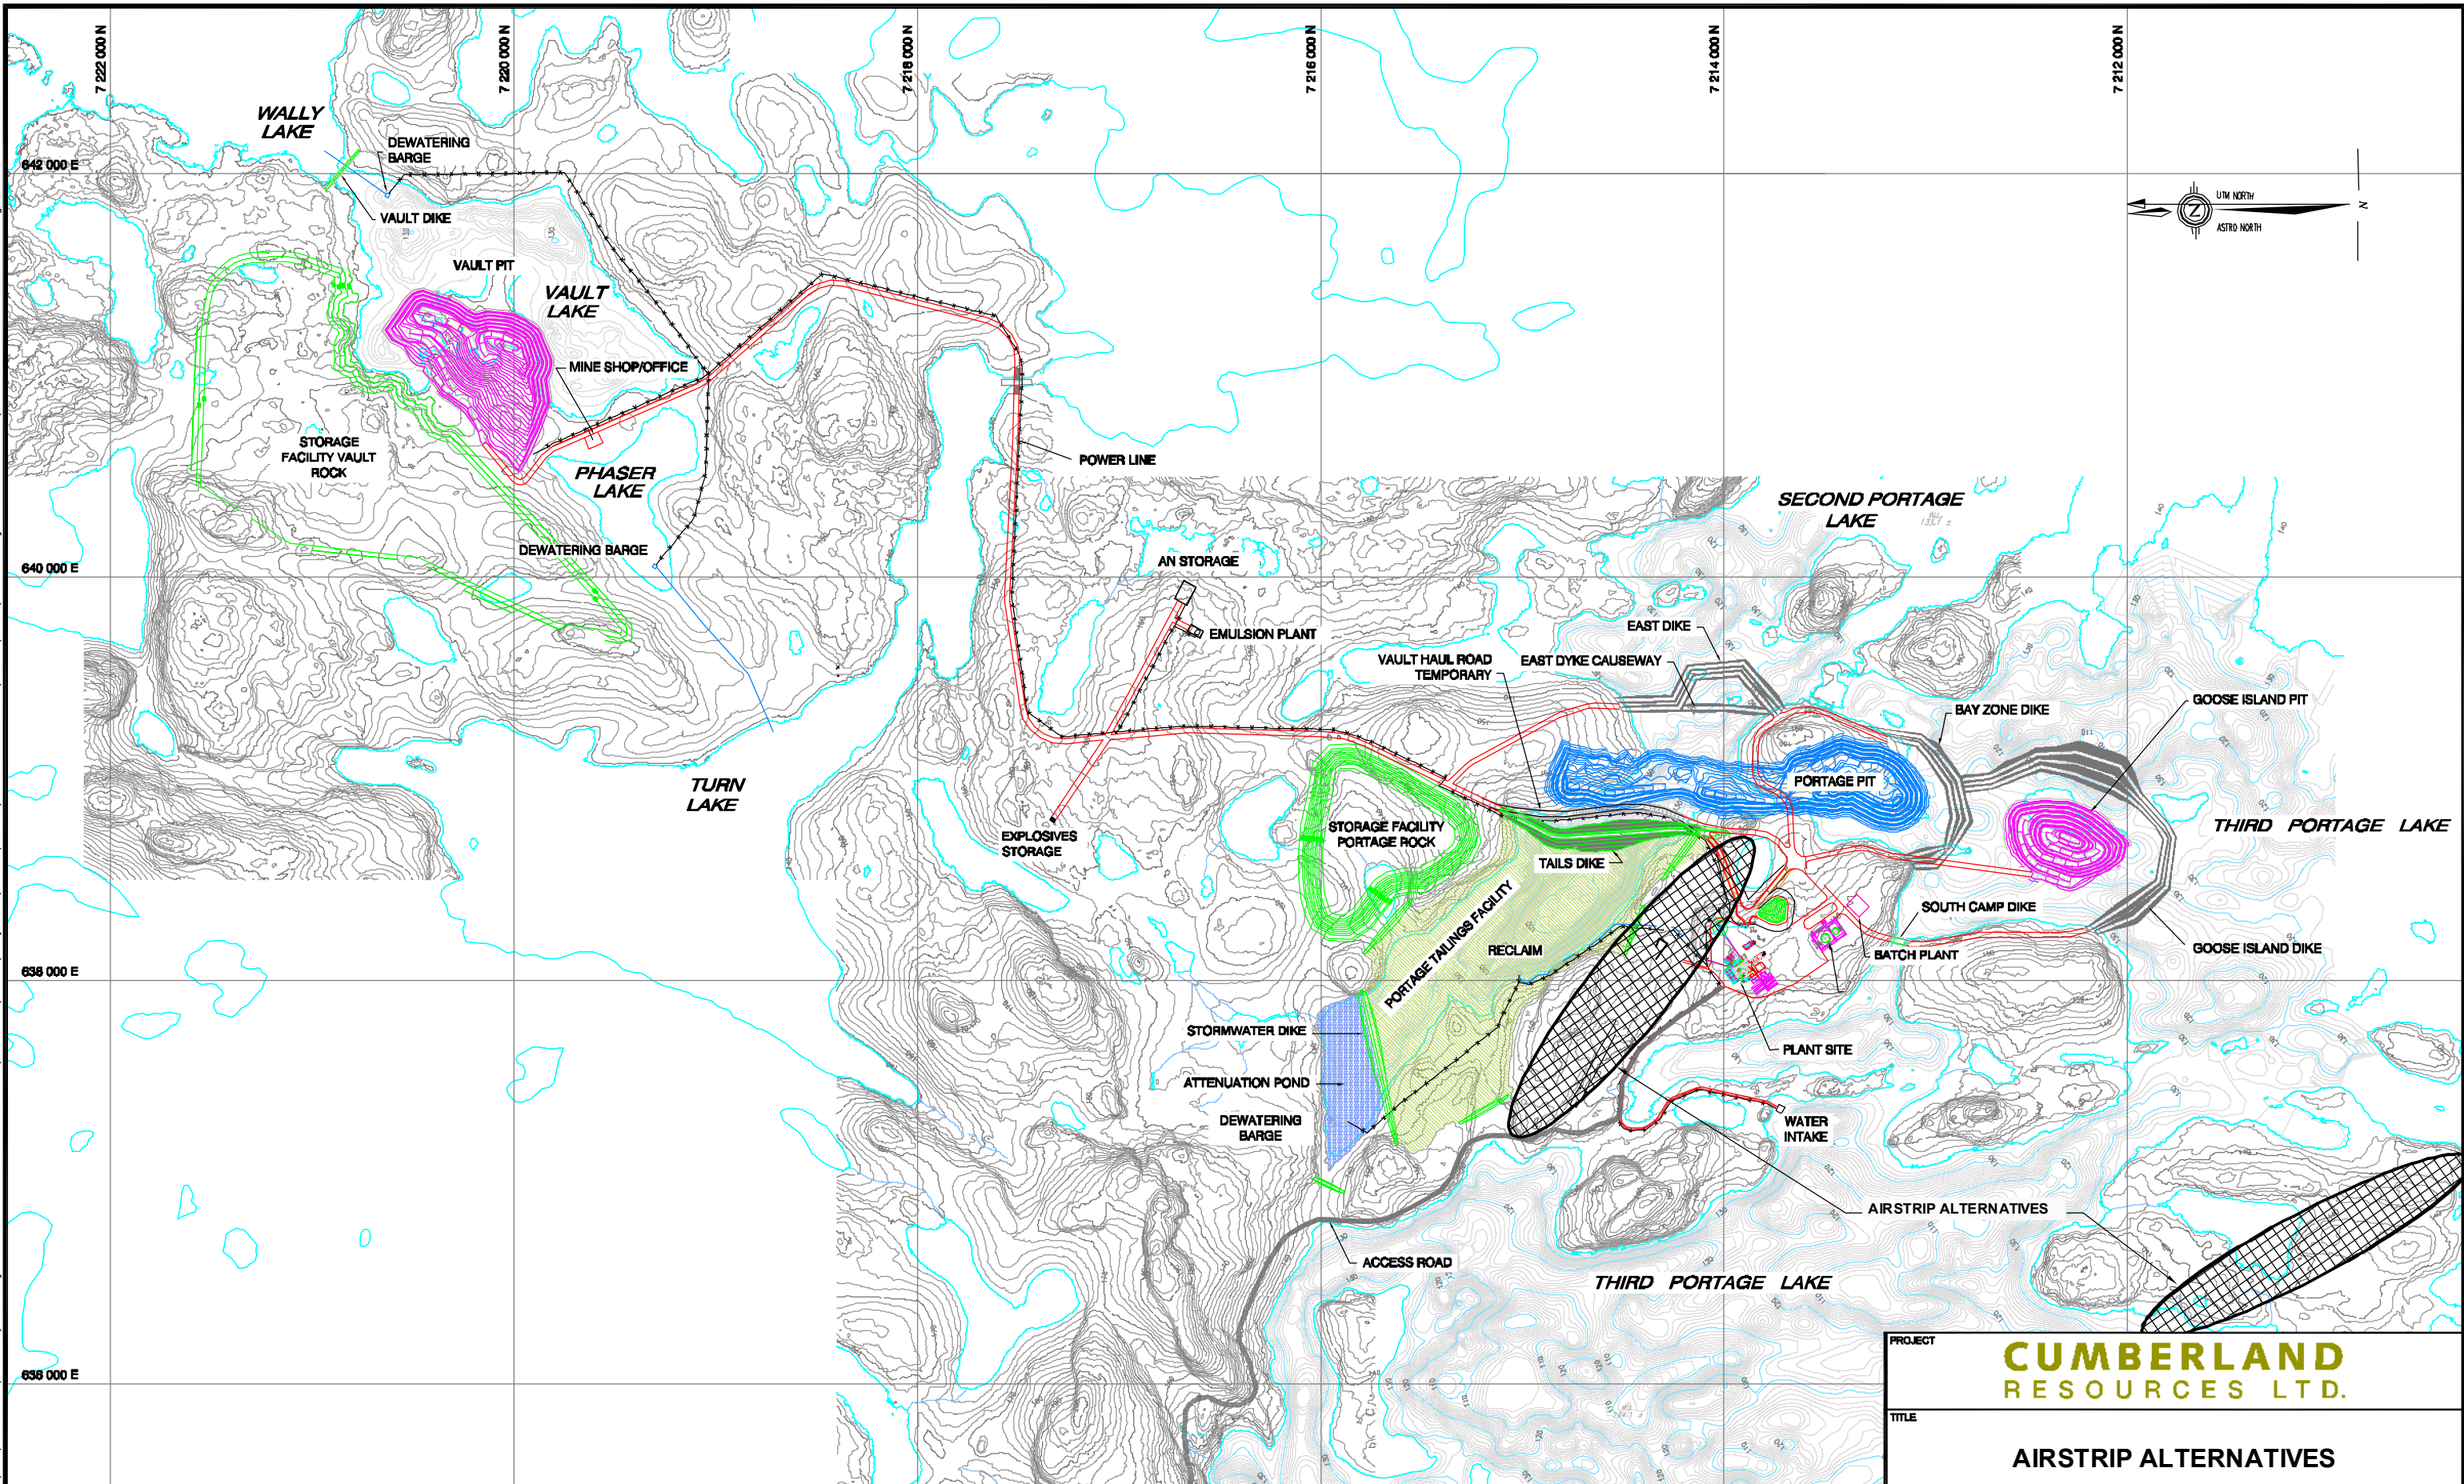 7 222 000 N
7 220 000 N
7 218 000 N
7 216 000 N
7 214 000 N
7 212 000 N
642 000 E
640 000 E
638 000 E
636 000 E
WALLY
LAKE
DEWATERING
BARGE
VAULT DIKE
VAULT PIT
VAULT
LAKE
MINE SHOP/OFFICE
STORAGE
FACILITY VAULT
ROCK
PHASER
LAKE
DEWATERING BARGE
TURN
LAKE
POWER LINE
UTM NORTH
Z
N
ASTRO NORTH
AN STORAGE
EMULSION PLANT
EXPLOSIVES
STORAGE
SECOND PORTAGE
LAKE
EAST DIKE
VAULT HAUL ROAD
TEMPORARY
EAST DYKE CAUSEWAY
BAY ZONE DIKE
GOOSE ISLAND PIT
PORTAGE PIT
THIRD PORTAGE LAKE
STORAGE FACILITY
PORTAGE ROCK
TAILS DIKE
PORTAGE TAILINGS FACILITY
RECLAIM
SOUTH CAMP DIKE
BATCH PLANT
GOOSE ISLAND DIKE
STORMWATER DIKE
PLANT SITE
ATTENUATION POND
DEWATERING
BARGE
WATER
INTAKE
AIRSTRIP ALTERNATIVES
ACCESS ROAD
THIRD PORTAGE LAKE
PROJECT
CUMBERLAND
RESOURCES LTD.
TITLE
AIRSTRIP ALTERNATIVES